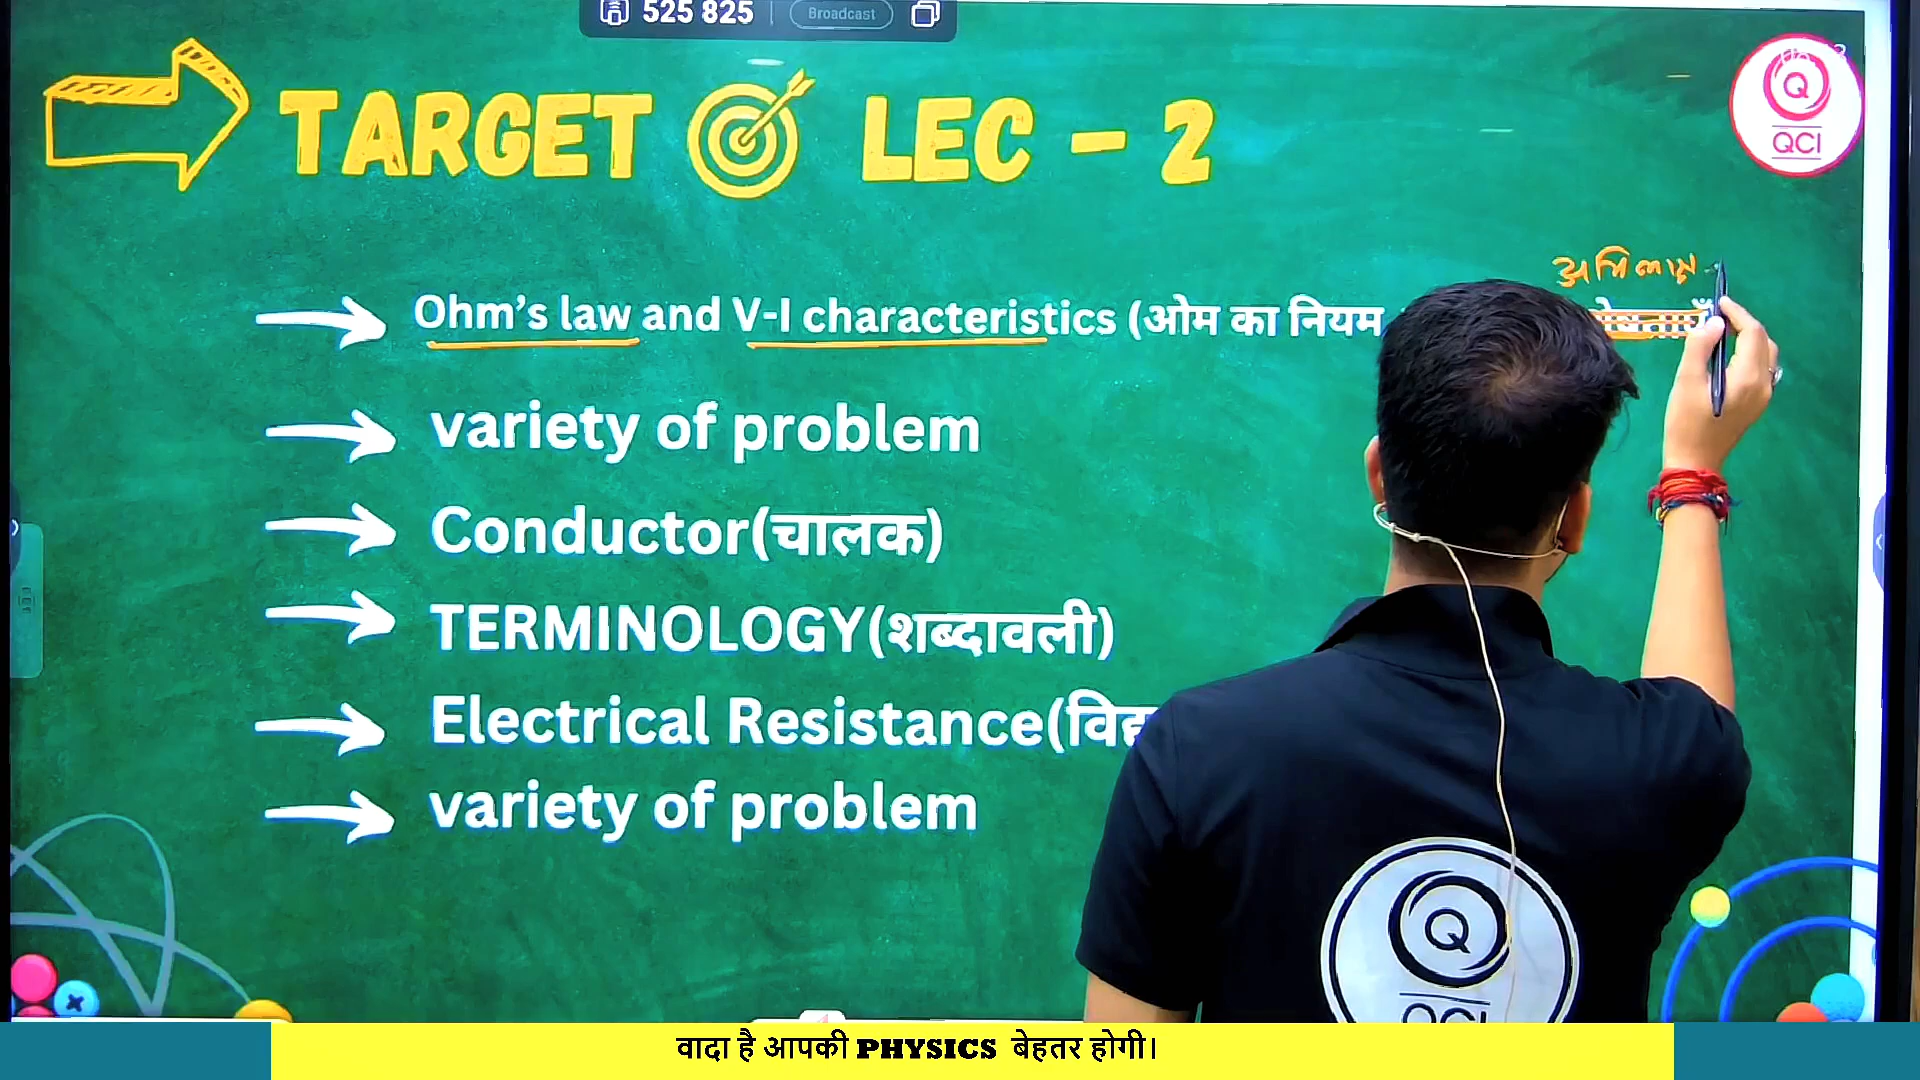 525 825 Broadcast
TARGET LEC - 2
QCI
Ohm's law and V-I characteristics (ओम का नियम
variety of problem
Conductor(चालक)
TERMINOLOGY(शब्दावली)
Electrical Resistance(
variety of problem
Q
QCI
वादा है आपकी PHYSICS बेहतर होगी।